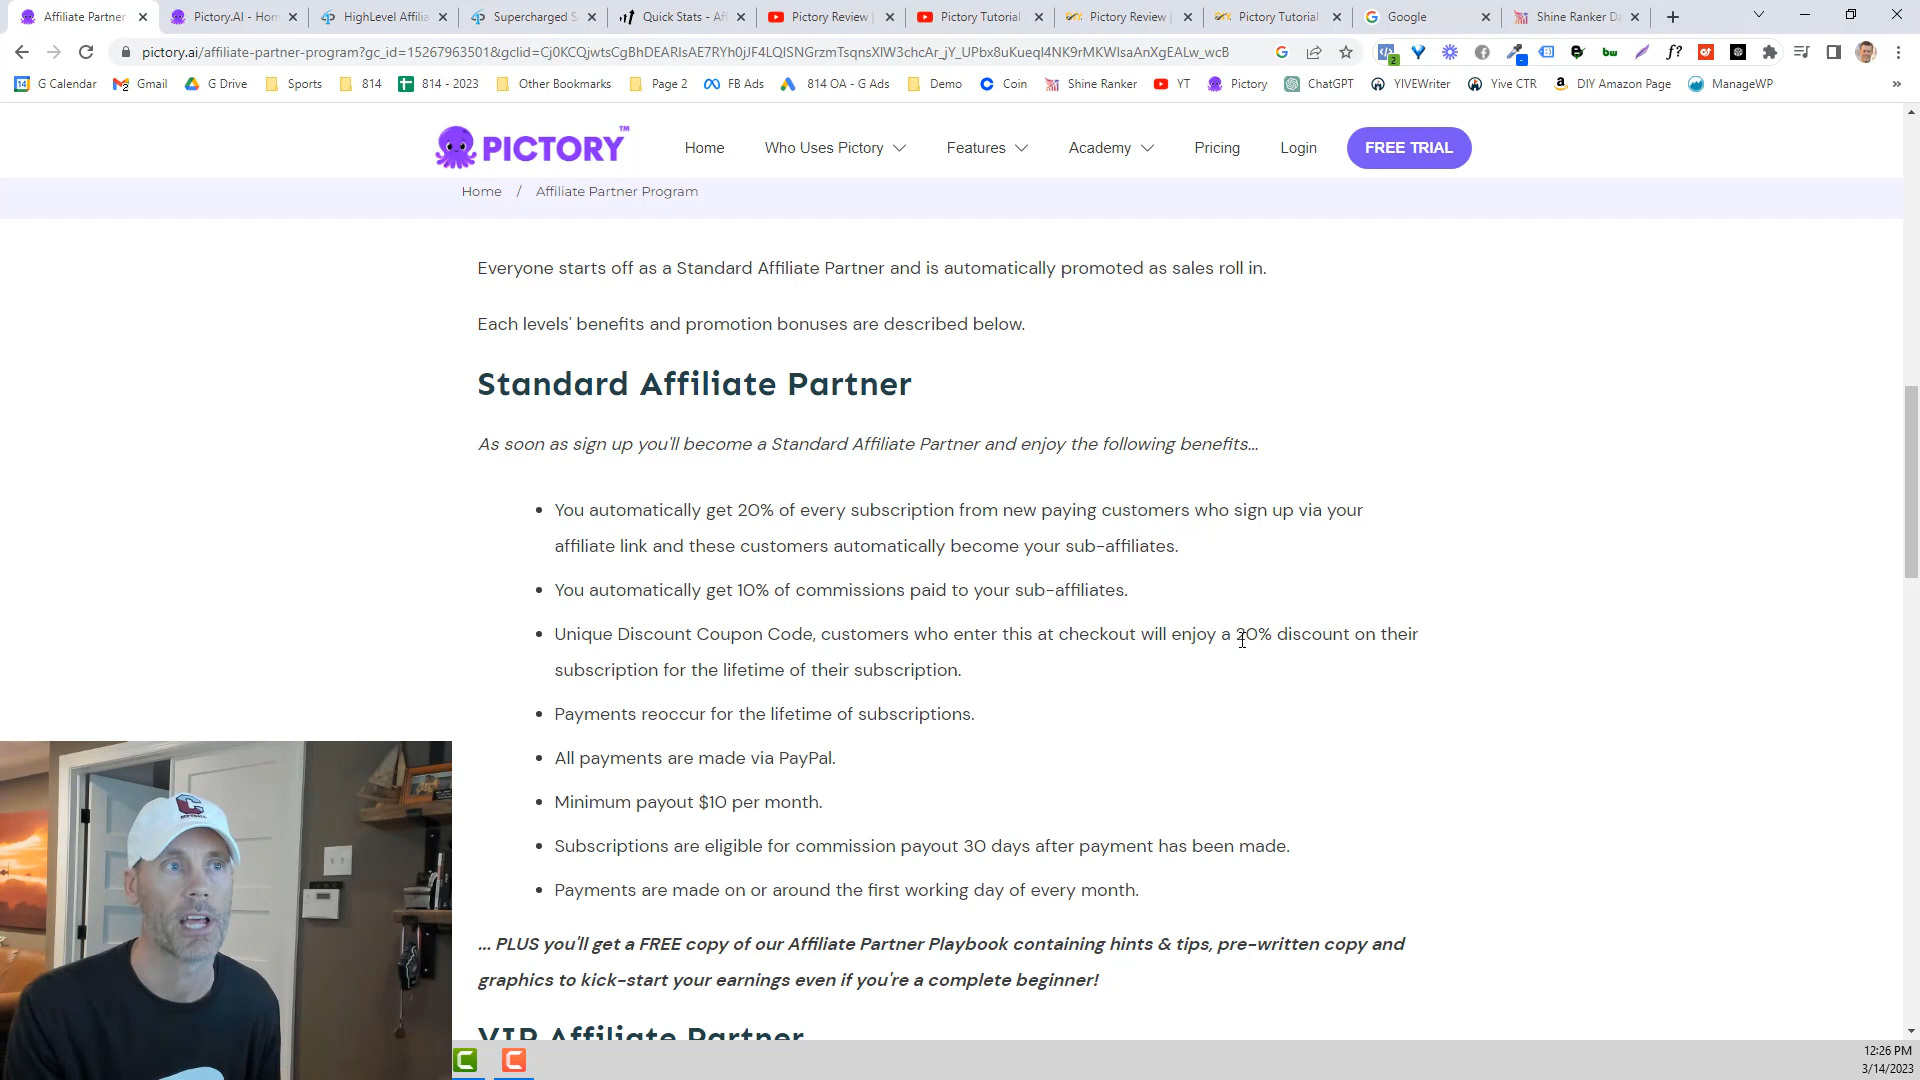 Affiliate Partner
Pictory.AI - Hom
HighLevel Affilia
Supercharged S
Quick Stats - Aff
Pictory Review |
Pictory Tutorial
Pictory Review |
Pictory Tutorial
Google
Shine Ranker Da
pictory.ai/affiliate-partner-program?gc_id=15267963501&gclid=Cj0KCQjwtsCgBhDEARIsAE7RYh0jJF4LQISNGrzmTsqnsXlW3chcAr_jY_UPbx8uKueqI4NK9rMKWIsaAnXgEALw_wcB
G Calendar
Gmail
G Drive
Sports
814
814 - 2023
Other Bookmarks
Page 2
FB Ads
814 OA - G Ads
Demo
Coin
Shine Ranker
YT
Pictory
ChatGPT
YIVEWriter
Yive CTR
DIY Amazon Page
ManageWP
PICTORY™
Home
Who Uses Pictory
Features
Academy
Pricing
Login
FREE TRIAL
Home / Affiliate Partner Program
Everyone starts off as a Standard Affiliate Partner and is automatically promoted as sales roll in.
Each levels' benefits and promotion bonuses are described below.
Standard Affiliate Partner
As soon as sign up you'll become a Standard Affiliate Partner and enjoy the following benefits...
• You automatically get 20% of every subscription from new paying customers who sign up via your
affiliate link and these customers automatically become your sub-affiliates.
• You automatically get 10% of commissions paid to your sub-affiliates.
• Unique Discount Coupon Code, customers who enter this at checkout will enjoy a 20% discount on their
subscription for the lifetime of their subscription.
• Payments reoccur for the lifetime of subscriptions.
• All payments are made via PayPal.
• Minimum payout $10 per month.
• Subscriptions are eligible for commission payout 30 days after payment has been made.
• Payments are made on or around the first working day of every month.
... PLUS you'll get a FREE copy of our Affiliate Partner Playbook containing hints & tips, pre-written copy and
graphics to kick-start your earnings even if you're a complete beginner!
VIP Affiliate Partner
12:26 PM
3/14/2023